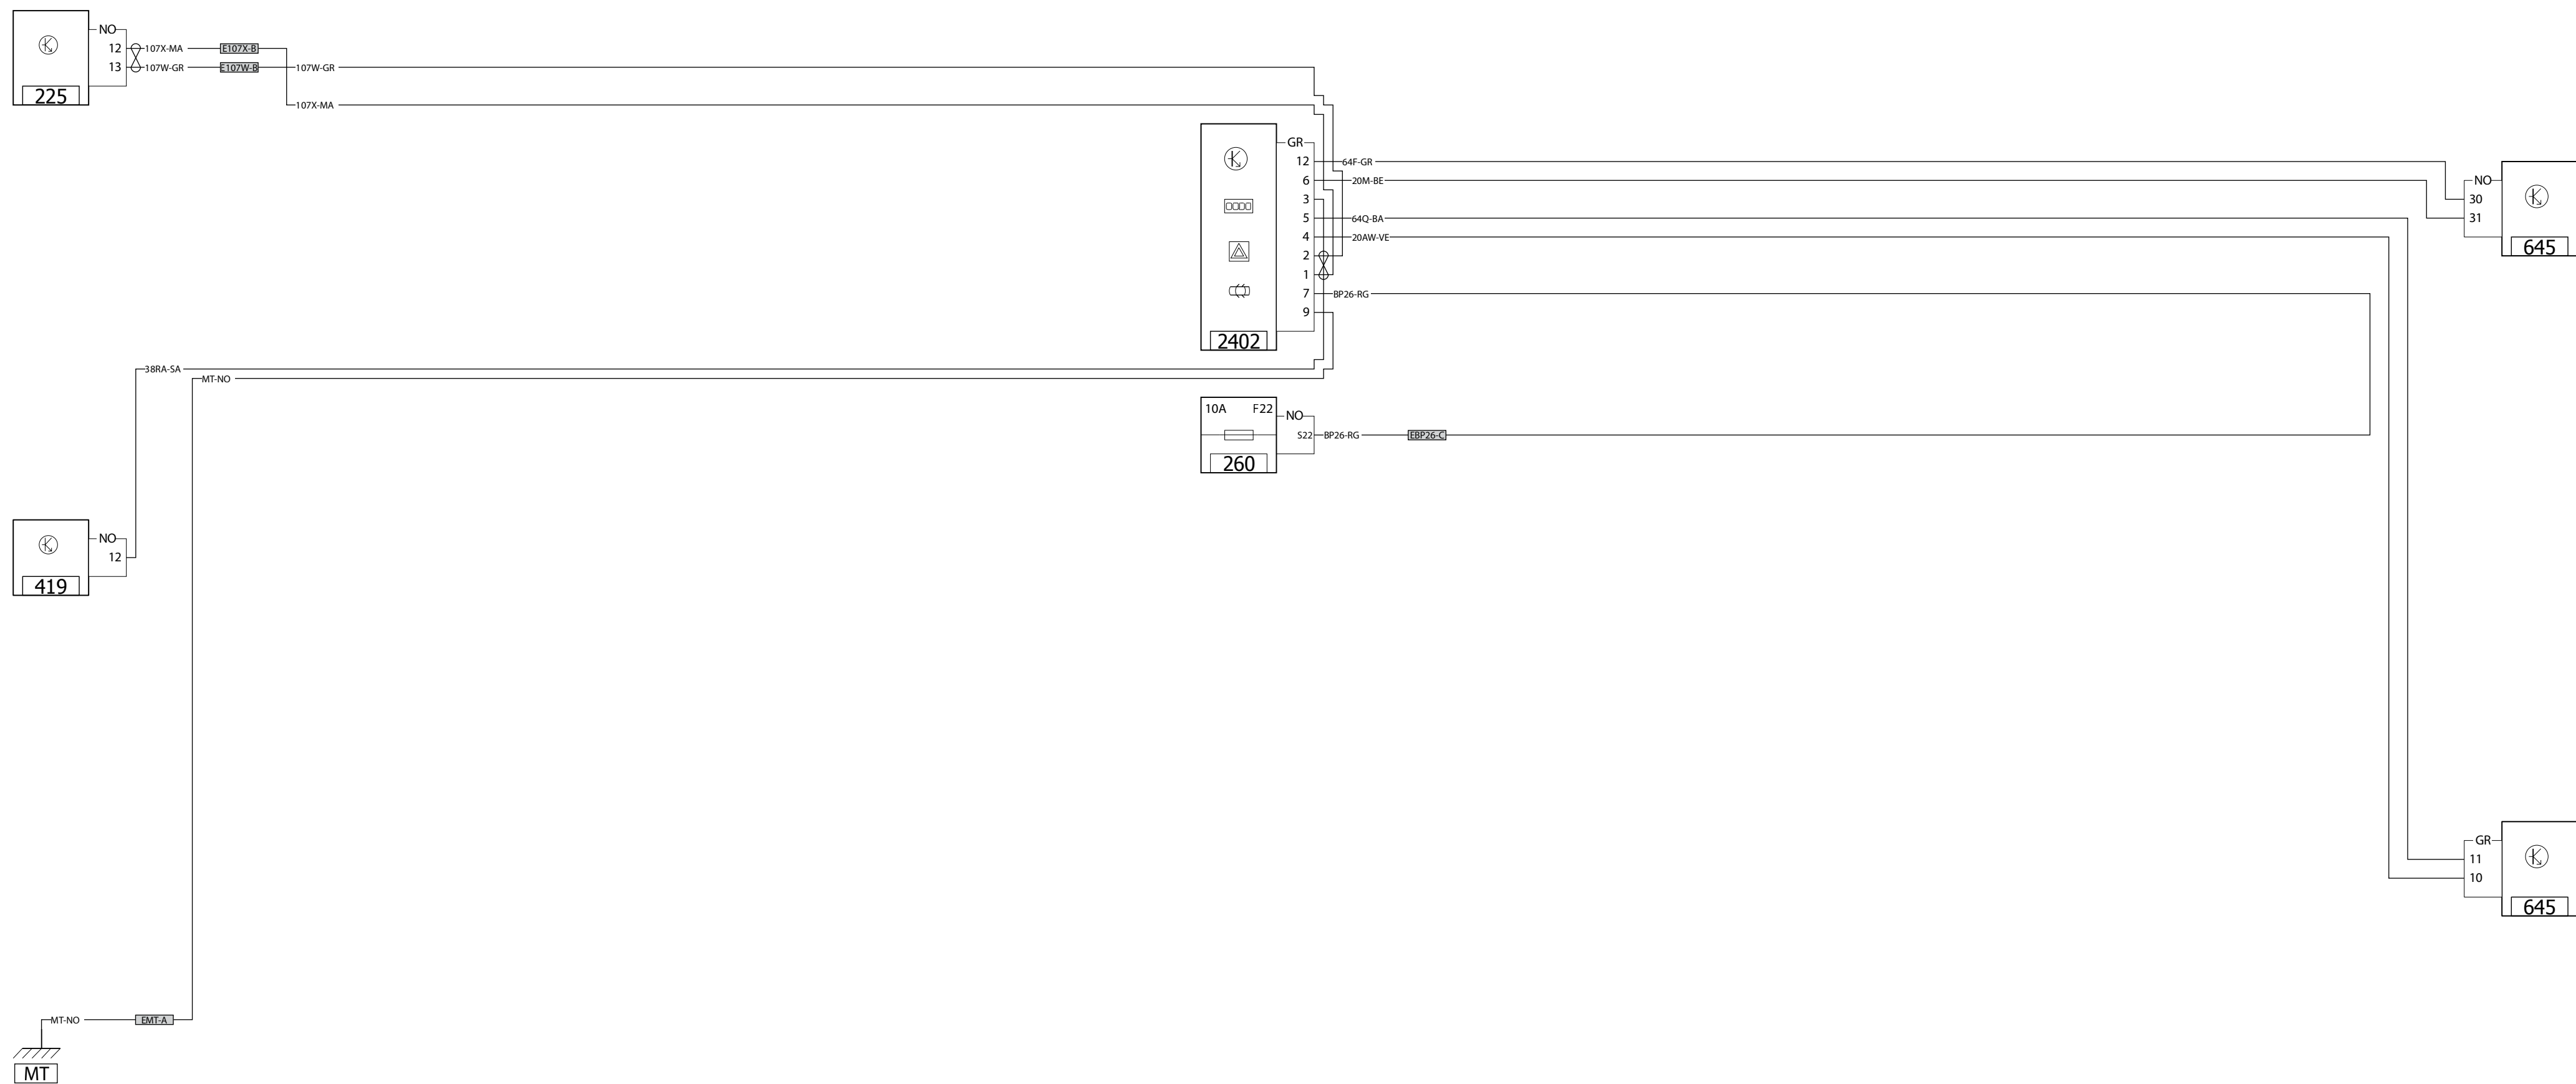 NO
12 107X-MA E107X-B
13 107W-GR E107W-B 107W-GR
225
107X-MA
GR
12 64F-GR
6 20M-BE
3
5 64Q-BA
4 20AW-VE
2
1
7 BP26-RG
9
2402
NO
30
31
645
38RA-SA
MT-NO
10A F22 NO
S22 BP26-RG EBP26-C
260
NO
12
419
GR
11
10
645
MT-NO EMT-A
MT